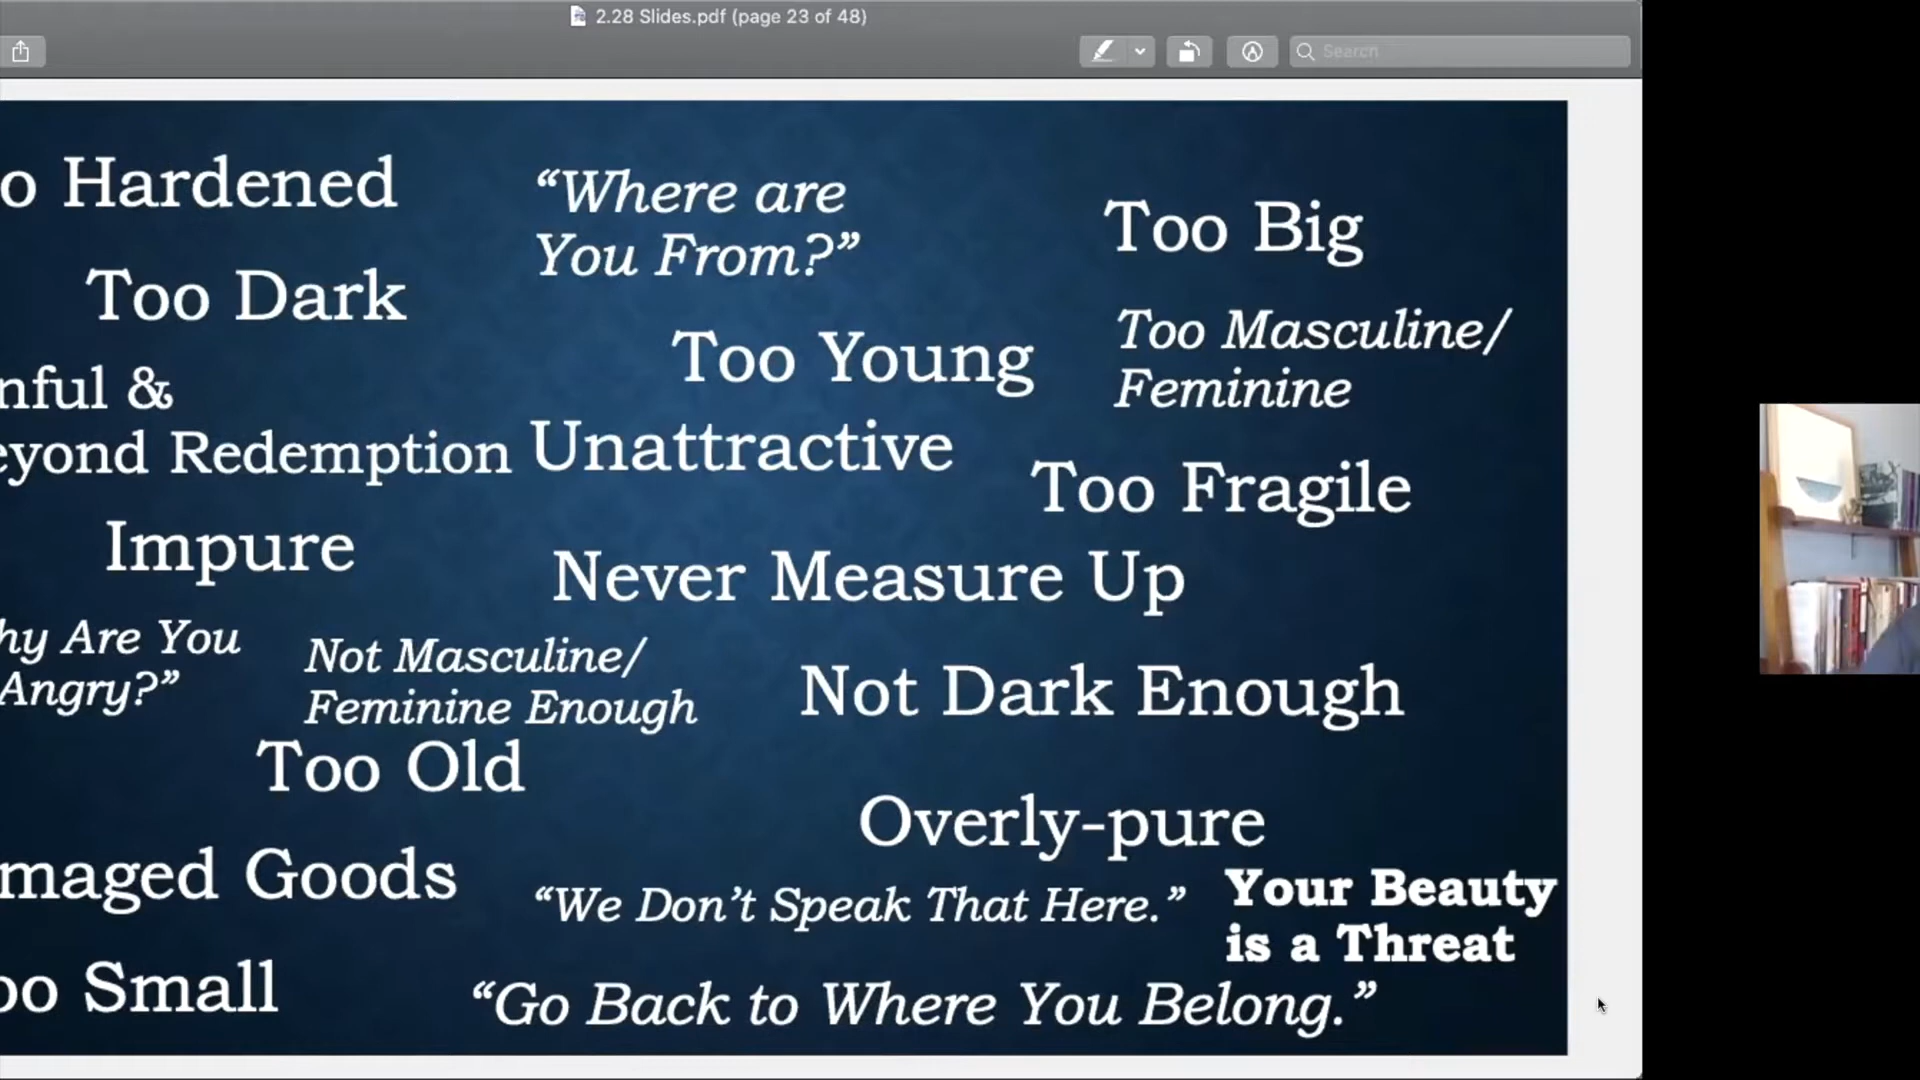 2.28 Slides.pdf (page 23 of 48)
Search
o Hardened
"Where are
You From?"
Too Big
Too Dark
Too Masculine/
Feminine
Too Young
nful &
eyond Redemption
Unattractive
Too Fragile
Impure
Never Measure Up
hy Are You
Angry?"
Not Masculine/
Feminine Enough
Not Dark Enough
Too Old
Overly-pure
maged Goods
"We Don't Speak That Here."
Your Beauty
is a Threat
oo Small
"Go Back to Where You Belong."